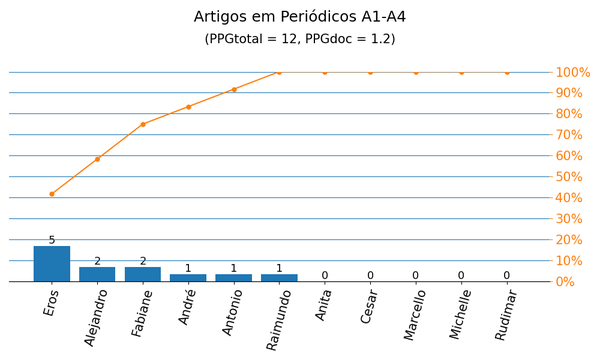 Artigos em Periódicos A1-A4
(PPGtotal = 12, PPGdoc = 1.2)
100%
90%
80%
70%
60%
50%
40%
30%
20%
10%
0%
5
2
2
1
1
1
0
0
0
0
0
Eros
Alejandro
Fabiane
André
Antonio
Raimundo
Anita
Cesar
Marcello
Michelle
Rudimar